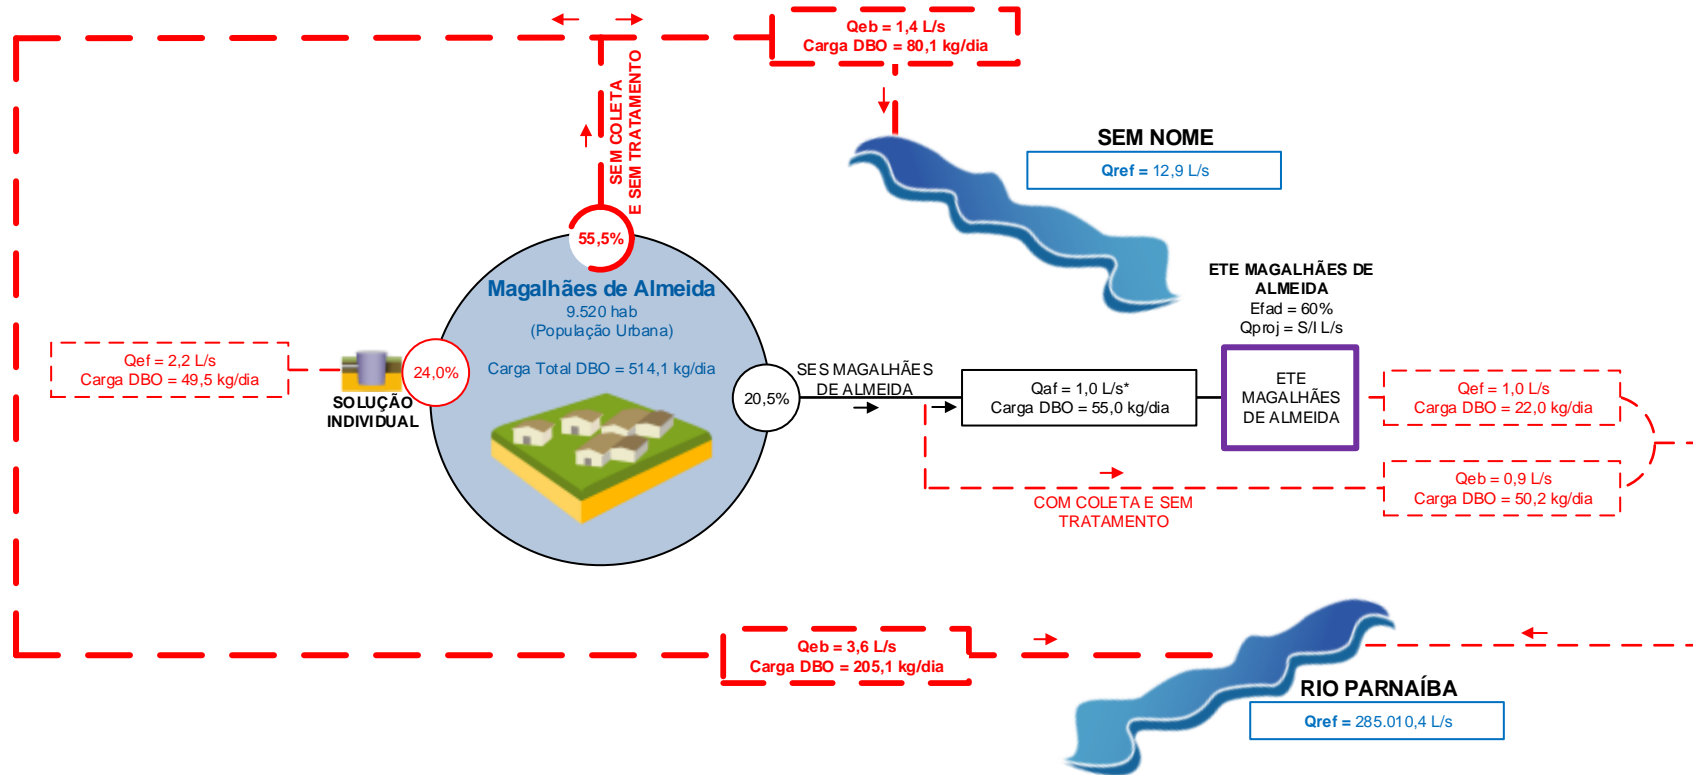 Qeb = 1,4 L/s
Carga DBO = 80,1 kg/dia
SEM COLETA
E SEM TRATAMENTO
SEM NOME
Qref = 12,9 L/s
55,5%
Magalhães de Almeida
9.520 hab
(População Urbana)
Carga Total DBO = 514,1 kg/dia
Qef = 2,2 L/s
Carga DBO = 49,5 kg/dia
SOLUÇÃO
INDIVIDUAL
24,0%
20,5%
SES MAGALHÃES
DE ALMEIDA
Qaf = 1,0 L/s*
Carga DBO = 55,0 kg/dia
ETE MAGALHÃES DE
ALMEIDA
Efad = 60%
Qproj = S/I L/s
ETE
MAGALHÃES
DE ALMEIDA
Qef = 1,0 L/s
Carga DBO = 22,0 kg/dia
Qeb = 0,9 L/s
Carga DBO = 50,2 kg/dia
COM COLETA E SEM
TRATAMENTO
Qeb = 3,6 L/s
Carga DBO = 205,1 kg/dia
RIO PARNAÍBA
Qref = 285.010,4 L/s